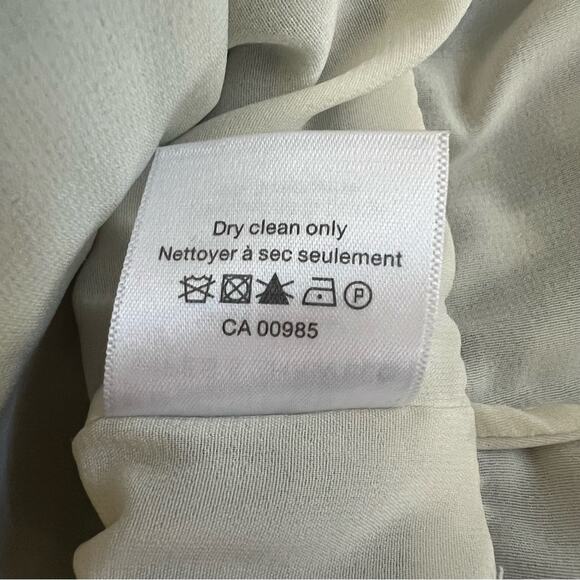 Dry clean only
Nettoyer à sec seulement
P
CA 00985